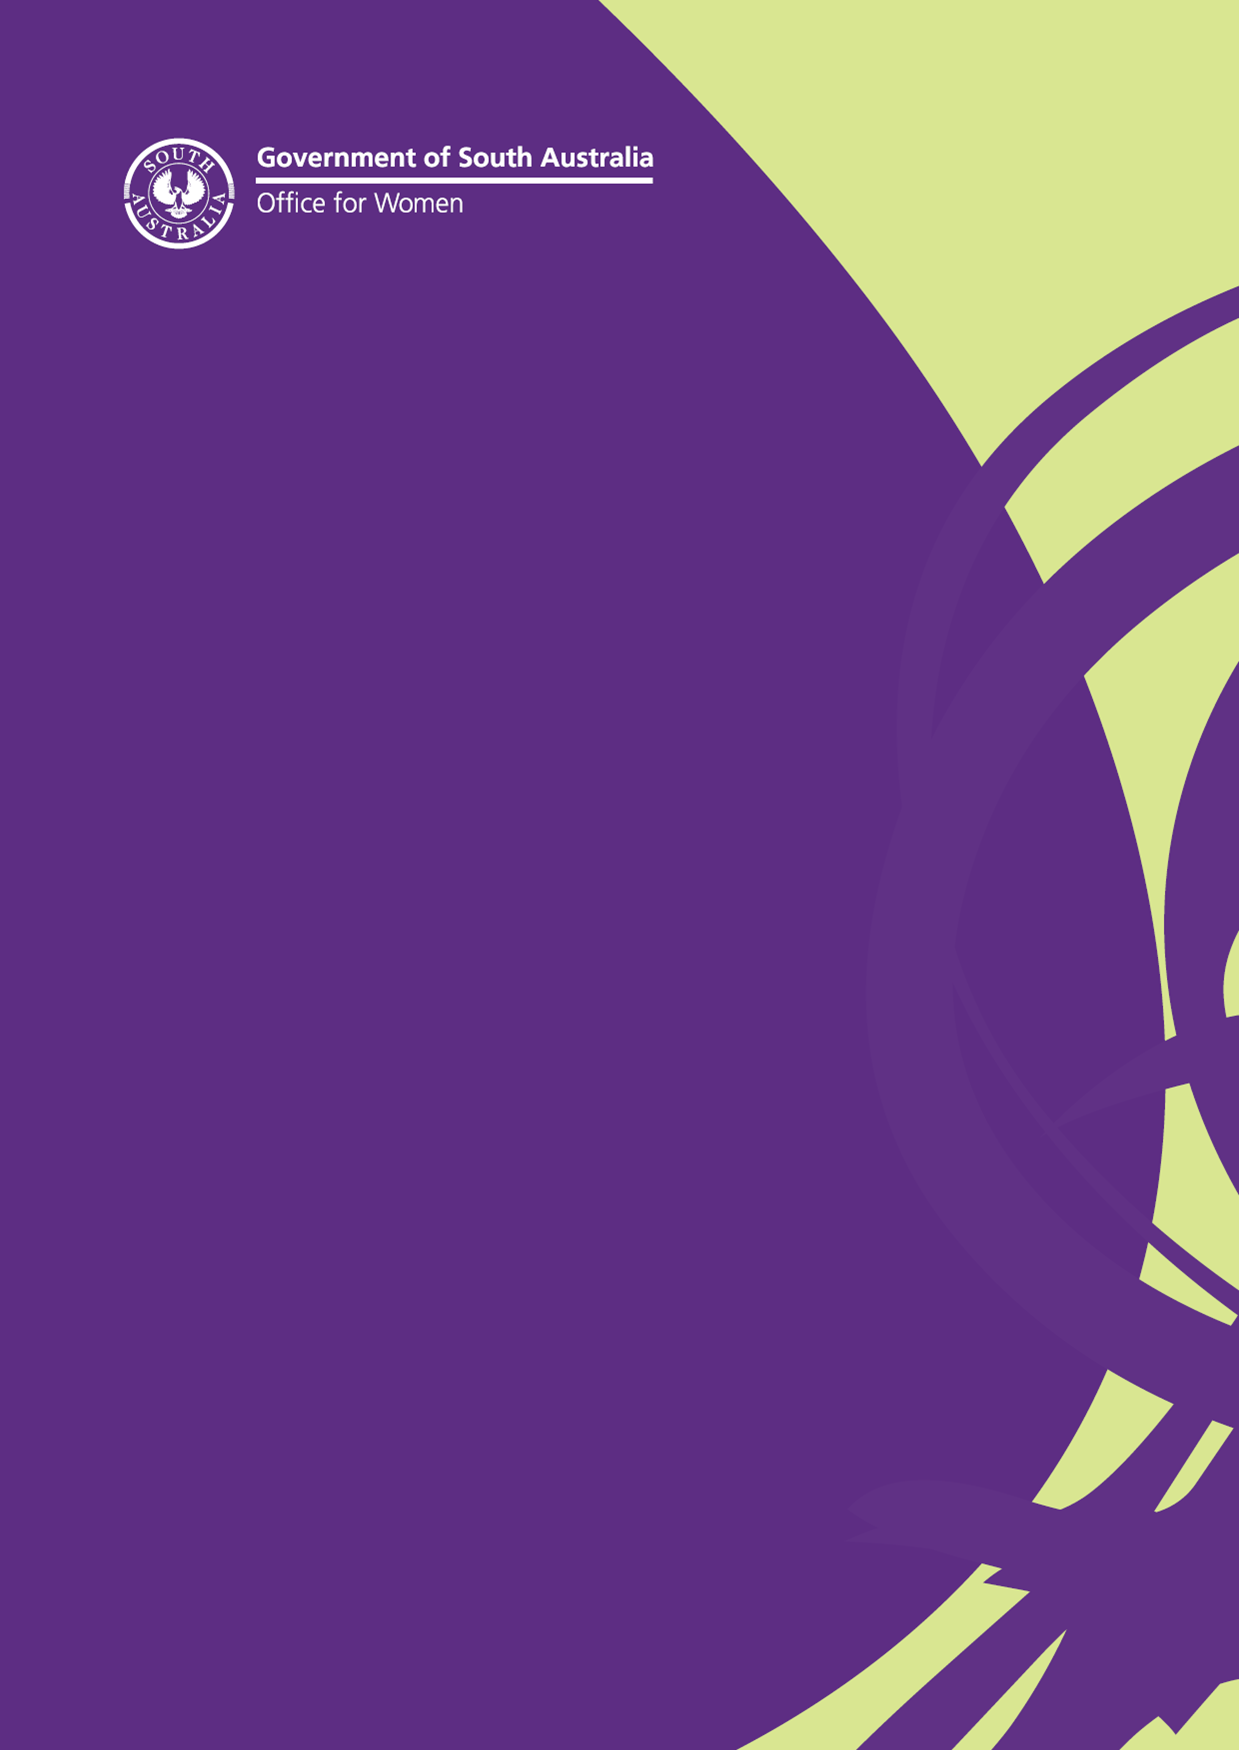 SOUTH
AUSTRALIA
Government of South Australia
Office for Women